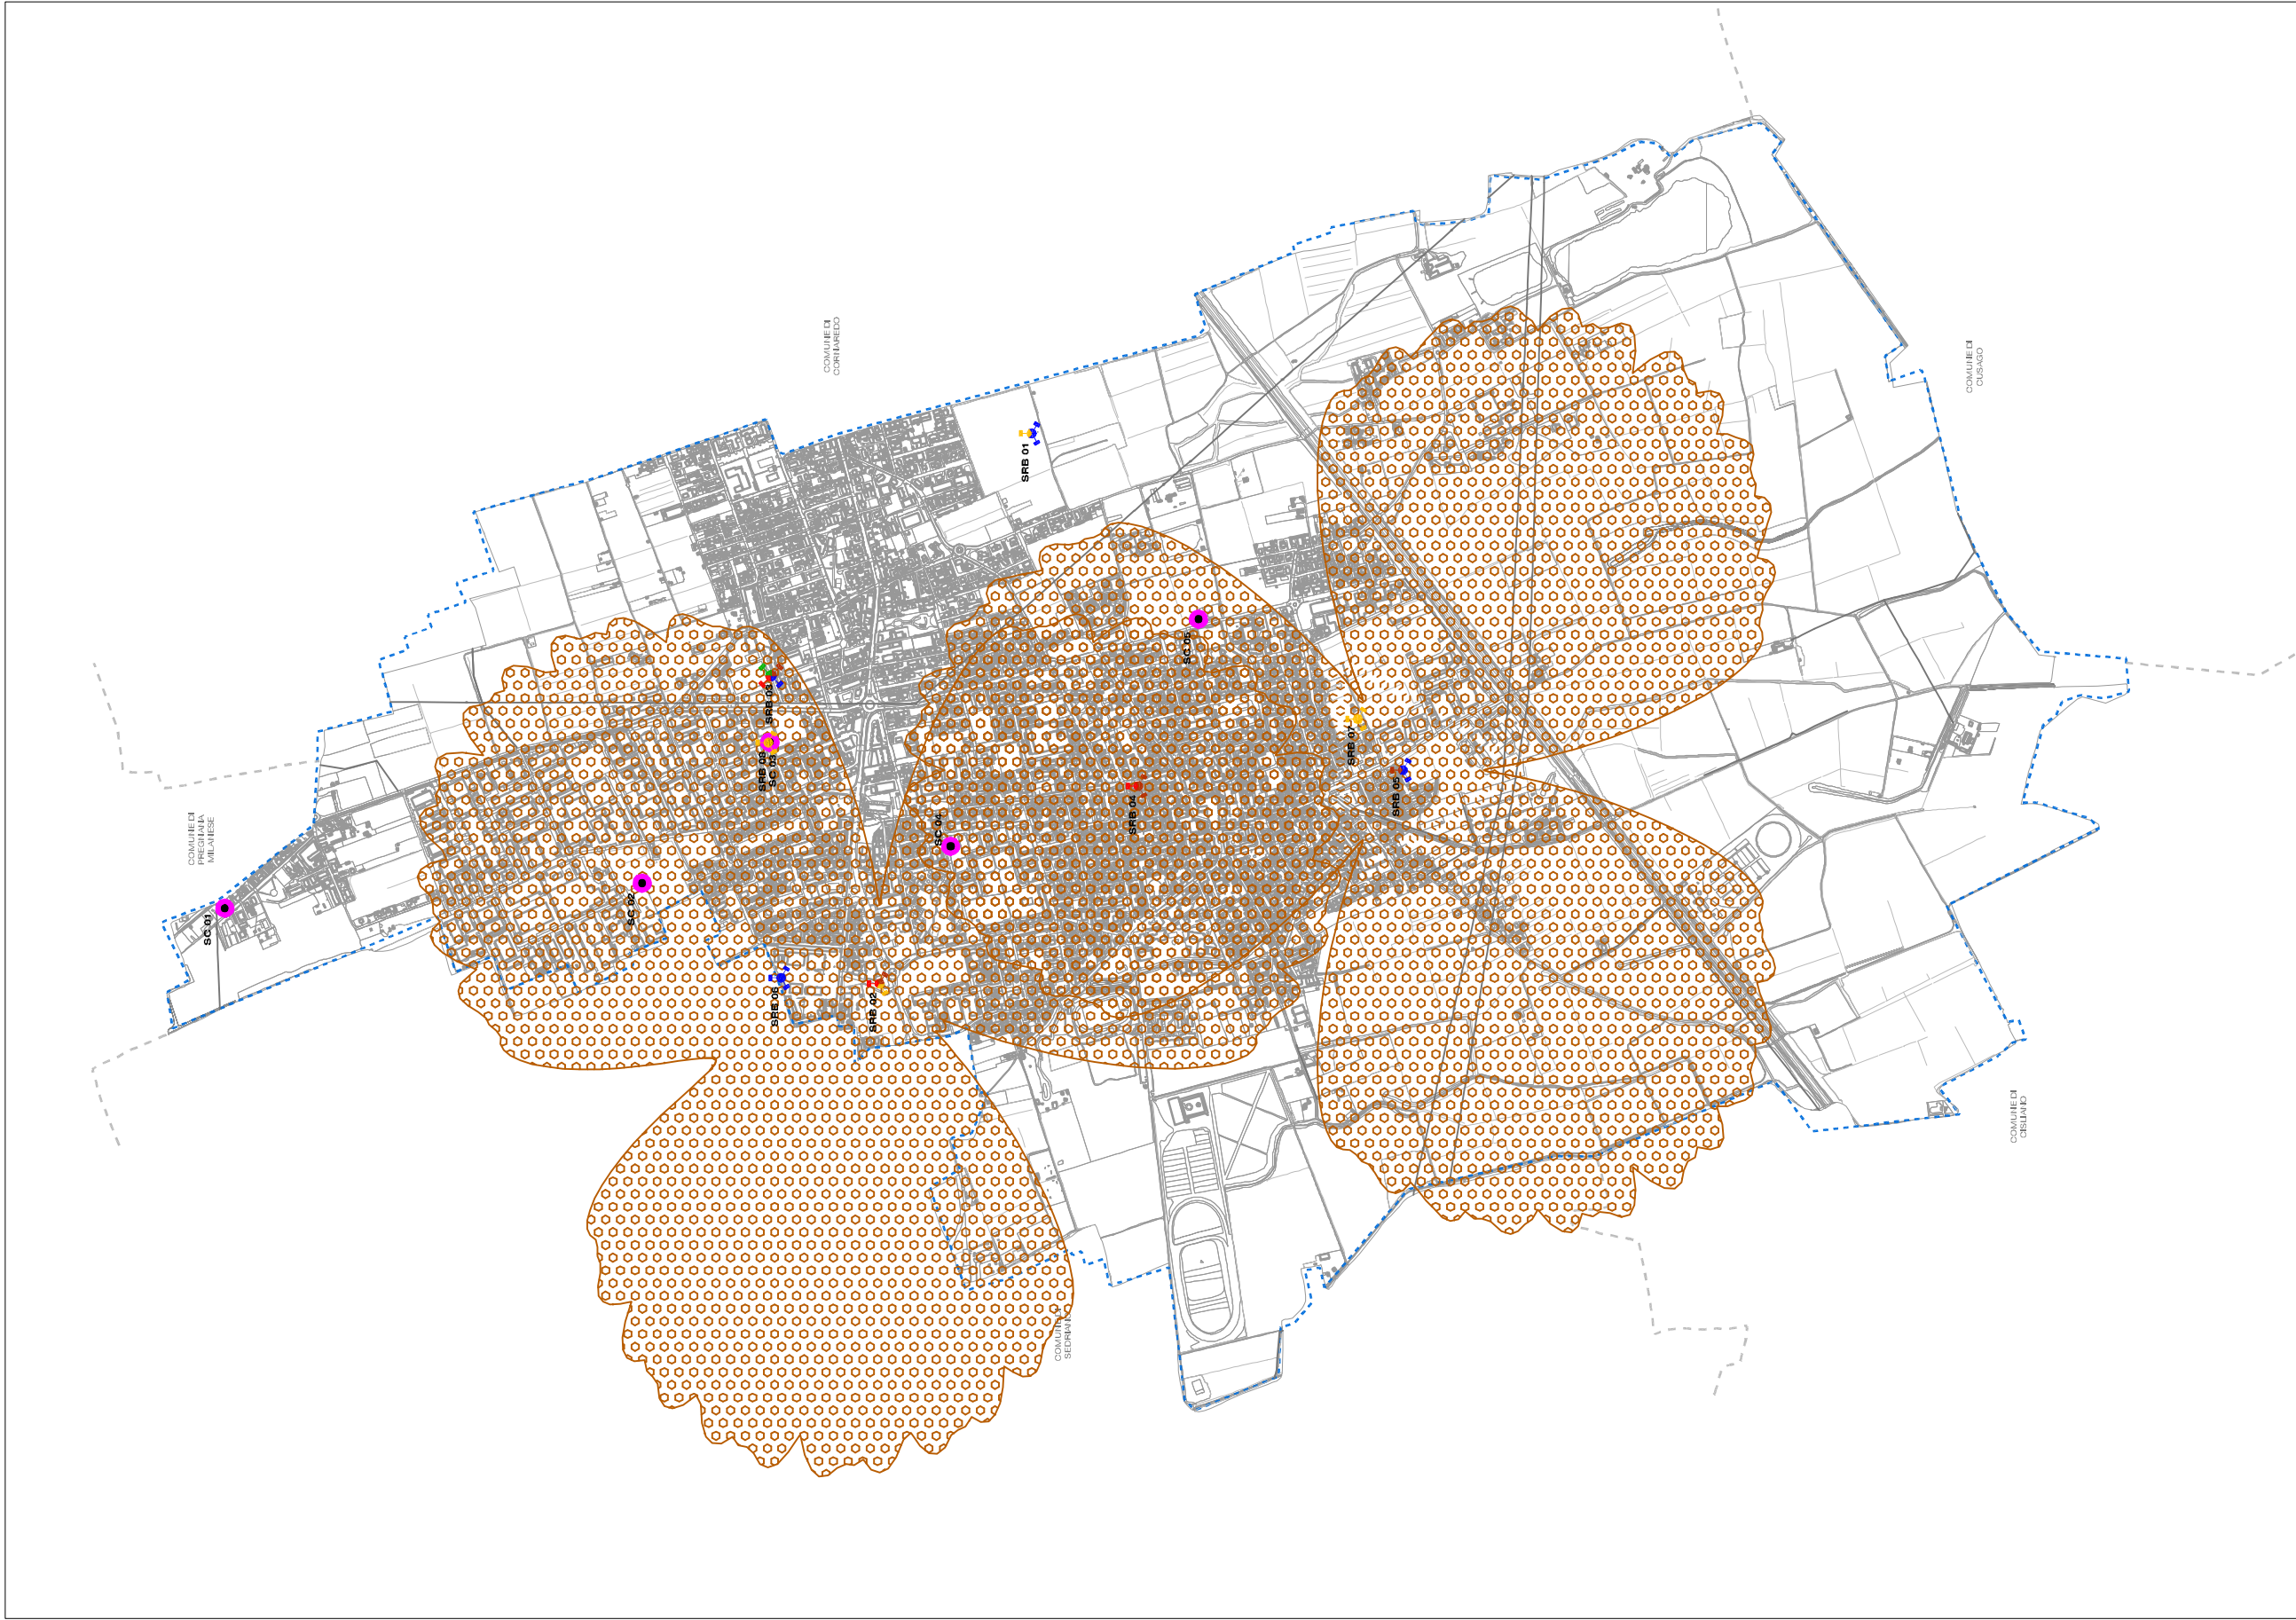 COMUNE DI
PREGNANA
MILANESE
SC 01
SC 02
SRB 08
SC 03
SRB 03
SRB 06
COMUNE DI
CORNAREDO
SRB 02
SC 04
SRB 01
COMUNE DI
SEDRIANO
SRB 04
SC 05
SRB 07
SRB 05
COMUNE DI
CUSAGO
COMUNE DI
CISLIANO